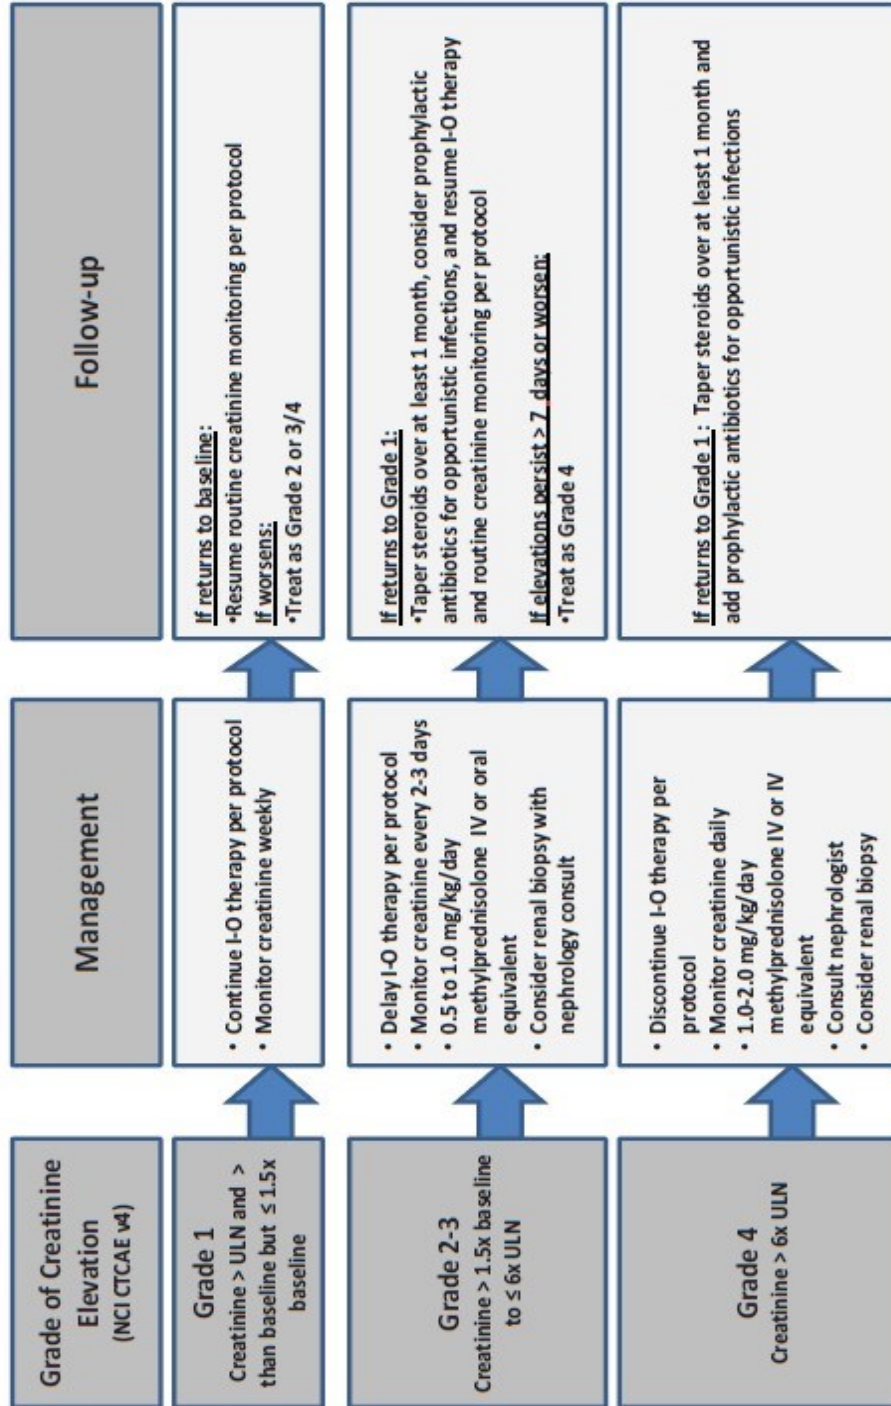 Grade of Creatinine
Elevation
(NCI CTCAE v4)
Management
Follow-up
Grade 1
Creatinine > ULN and >
than baseline but ≤ 1.5x
baseline
• Continue I-O therapy per protocol
• Monitor creatinine weekly
If returns to baseline:
•Resume routine creatinine monitoring per protocol
If worsens:
•Treat as Grade 2 or 3/4
Grade 2-3
Creatinine > 1.5x baseline
to ≤ 6x ULN
• Delay I-O therapy per protocol
• Monitor creatinine every 2-3 days
• 0.5 to 1.0 mg/kg/day
methylprednisolone IV or oral
equivalent
• Consider renal biopsy with
nephrology consult
If returns to Grade 1:
•Taper steroids over at least 1 month, consider prophylactic
antibiotics for opportunistic infections, and resume I-O therapy
and routine creatinine monitoring per protocol
If elevations persist > 7 days or worsen:
•Treat as Grade 4
Grade 4
Creatinine > 6x ULN
• Discontinue I-O therapy per
protocol
• Monitor creatinine daily
• 1.0-2.0 mg/kg/day
methylprednisolone IV or IV
equivalent
• Consult nephrologist
• Consider renal biopsy
If returns to Grade 1 : Taper steroids over at least 1 month and
add prophylactic antibiotics for opportunistic infections